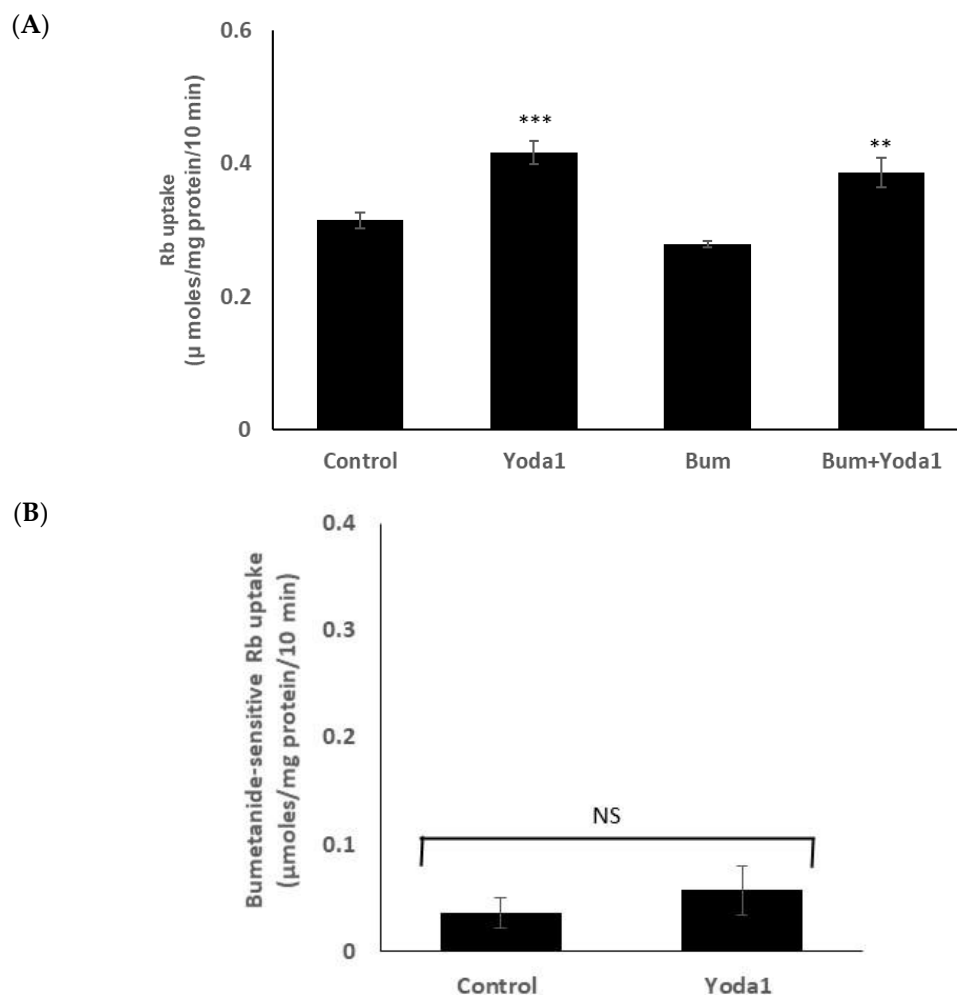 (A)
Rb uptake
(µ moles/mg protein/10 min)
0.6
0.4
0.2
0
***
**
Control Yoda1 Bum Bum+Yoda1
(B)
Bumetanide-sensitive Rb uptake
(µmoles/mg protein/10 min)
0.4
0.3
0.2
0.1
0
NS
Control Yoda1